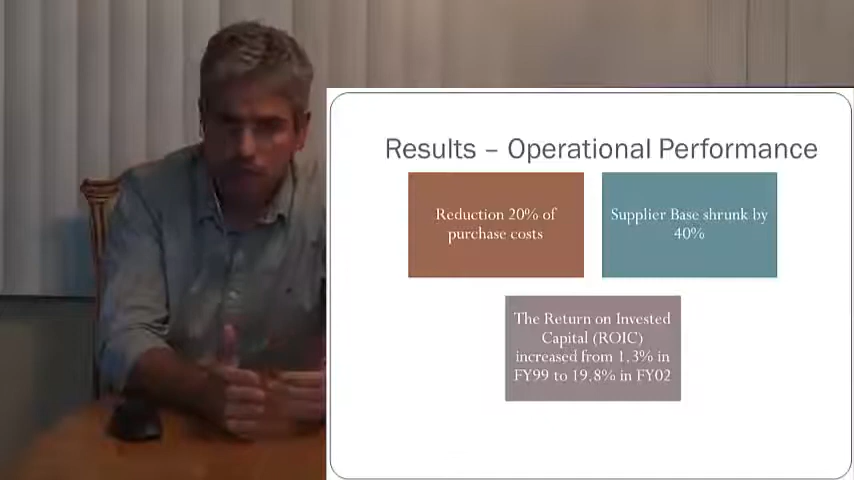 Results – Operational Performance
Reduction 20% of
purchase costs
Supplier Base shrunk by
40%
The Return on Invested
Capital (ROIC)
increased from 1.3% in
FY99 to 19.8% in FY02